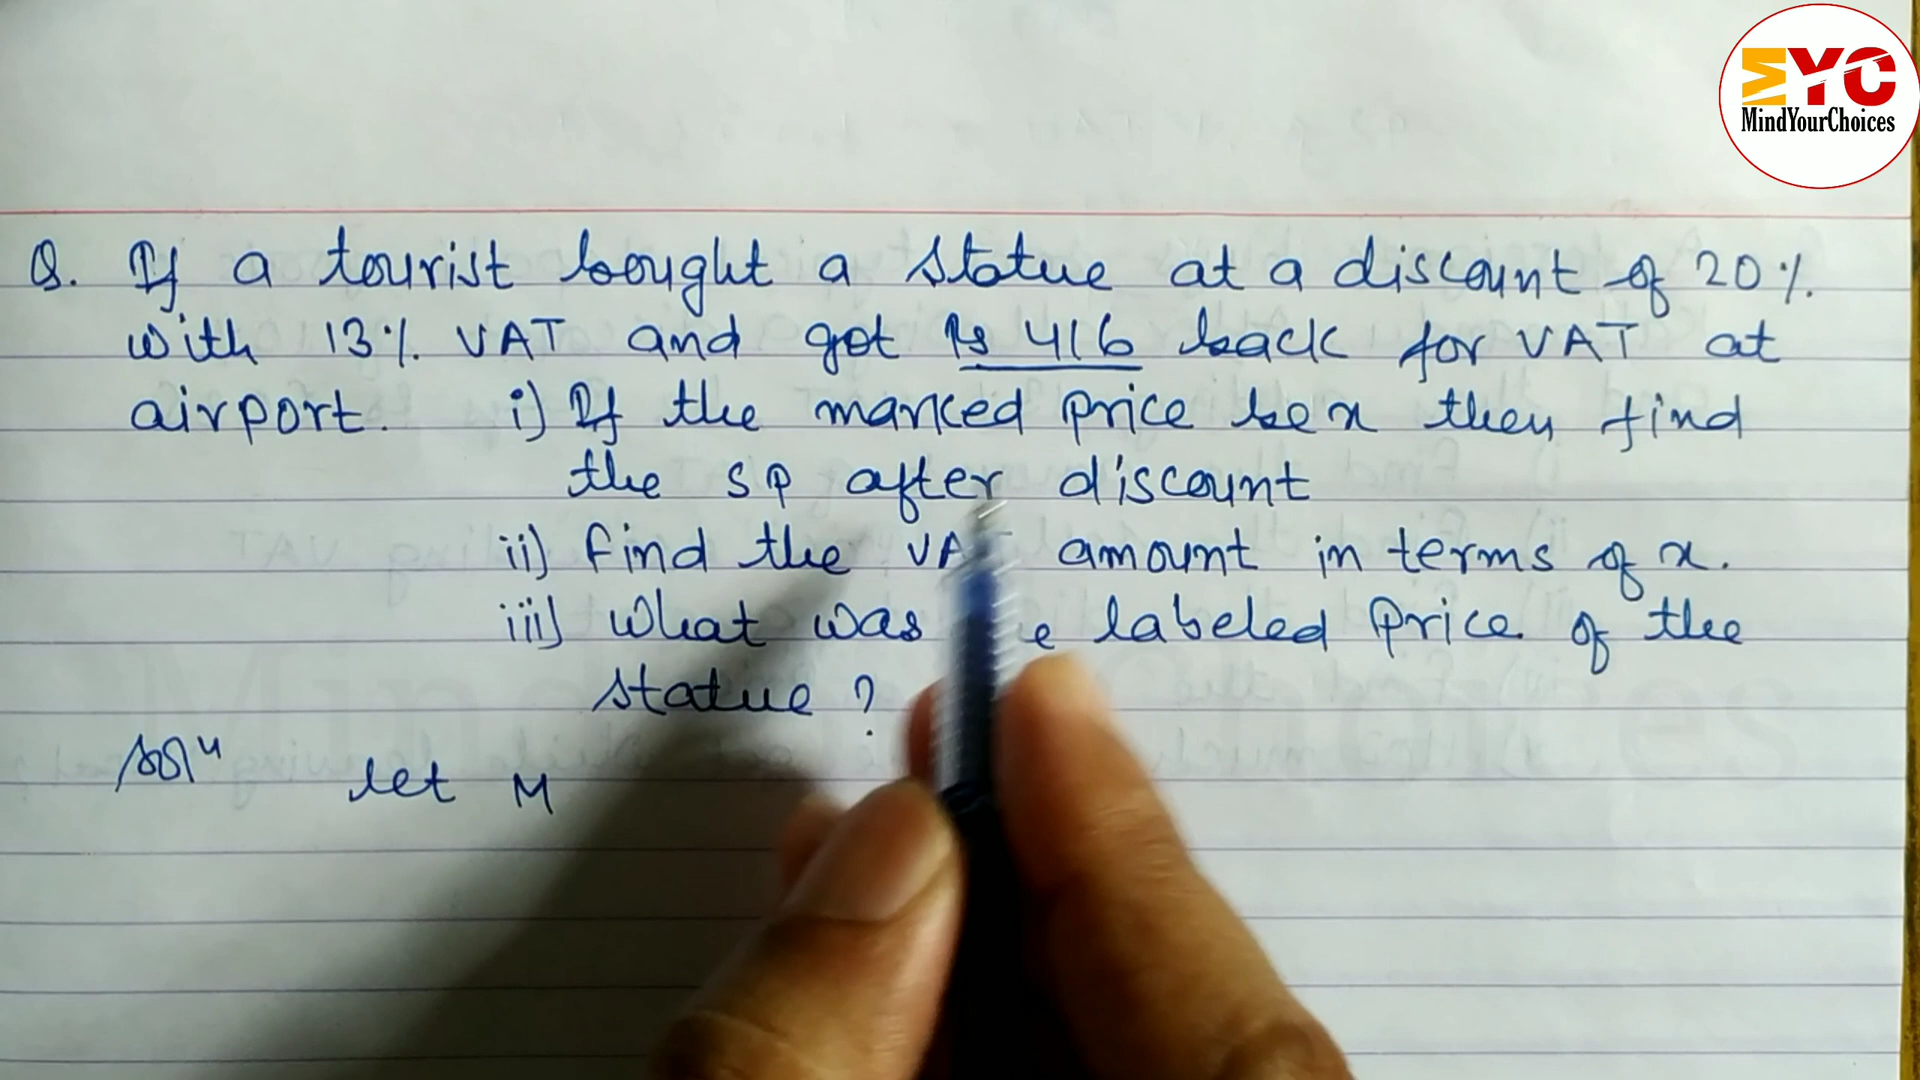 MYC
MindYourChoices
Q. If a tourist bought a statue at a discount of 20%
with 13% VAT and got Rs 416 back for VAT at
airport. i) If the marked price be x then find
the SP after discount
ii) Find the VAT amount in terms of x.
iii) What was labeled price of the
statue?
Solⁿ let M